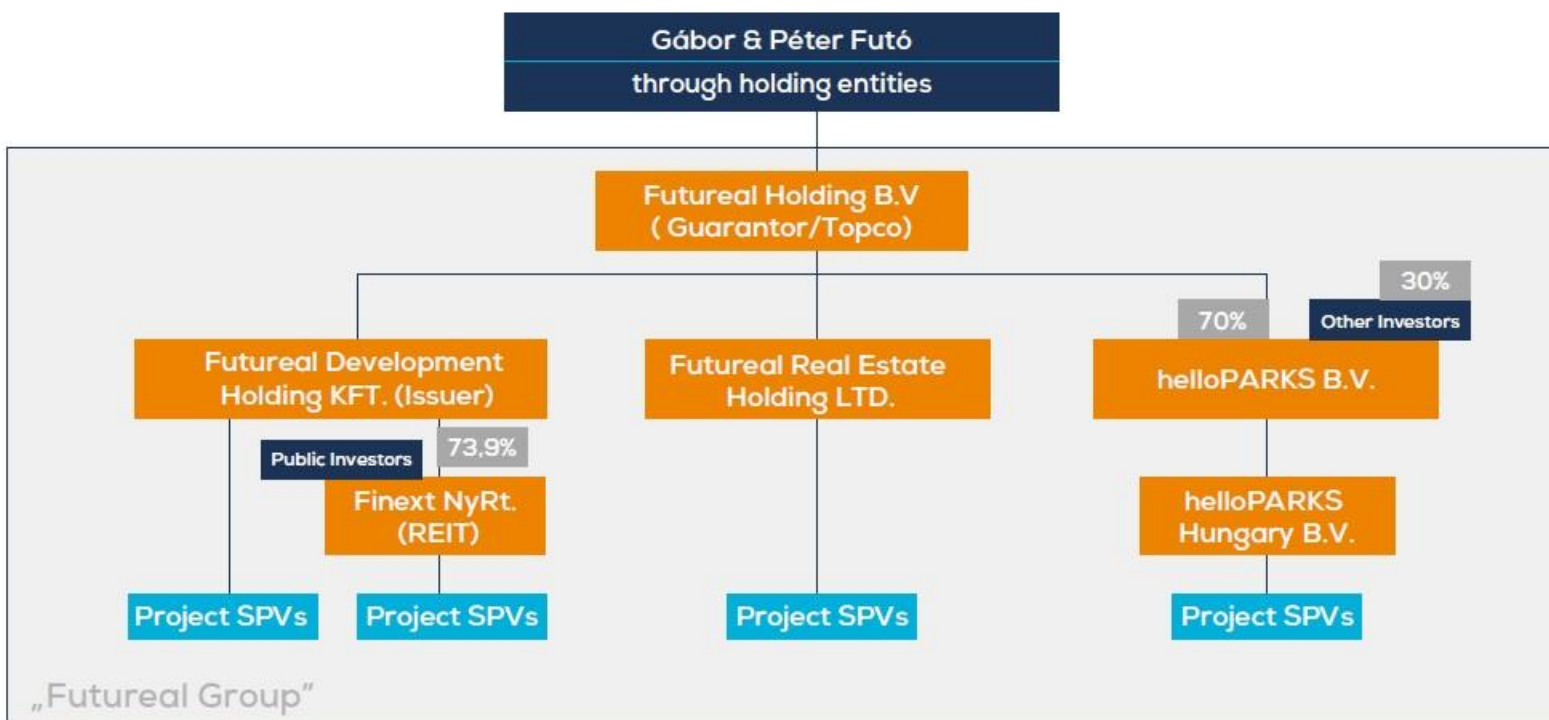 Gábor & Péter Futó
through holding entities
Futureal Holding B.V
( Guarantor/Topco)
30%
70%
Other Investors
Futureal Development
Holding KFT. (Issuer)
Futureal Real Estate
Holding LTD.
helloPARKS B.V.
Public Investors
73,9%
Finext NyRt.
(REIT)
helloPARKS
Hungary B.V.
Project SPVs
Project SPVs
Project SPVs
Project SPVs
„Futureal Group”